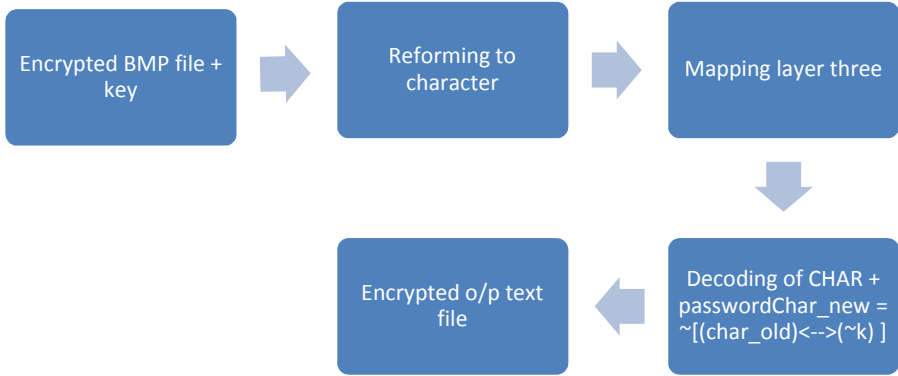 Encrypted BMP file +
key
Reforming to
character
Mapping layer three
Decoding of CHAR +
passwordChar_new =
~[(char_old)<-->(~k) ]
Encrypted o/p text
file